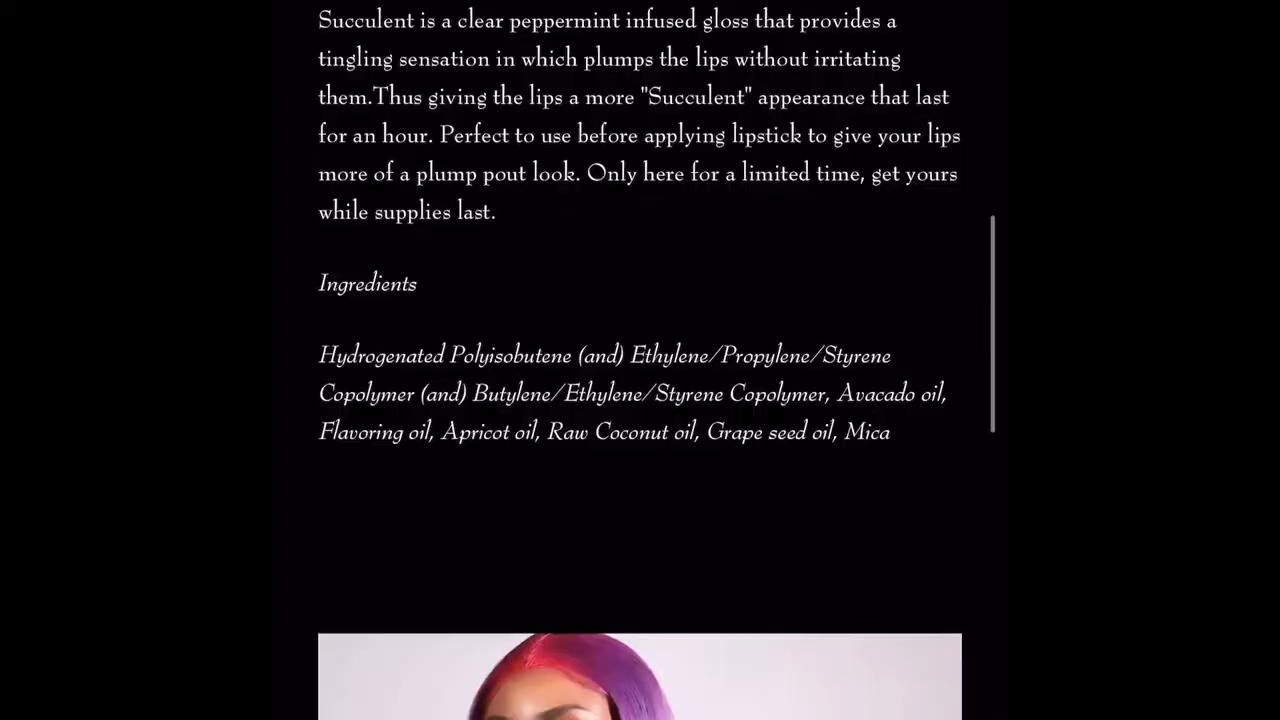 Succulent is a clear peppermint infused gloss that provides a
tingling sensation in which plumps the lips without irritating
them.Thus giving the lips a more "Succulent" appearance that last
for an hour. Perfect to use before applying lipstick to give your lips
more of a plump pout look. Only here for a limited time, get yours
while supplies last.
Ingredients
Hydrogenated Polyisobutene (and) Ethylene/Propylene/Styrene
Copolymer (and) Butylene/Ethylene/Styrene Copolymer, Avacado oil,
Flavoring oil, Apricot oil, Raw Coconut oil, Grape seed oil, Mica